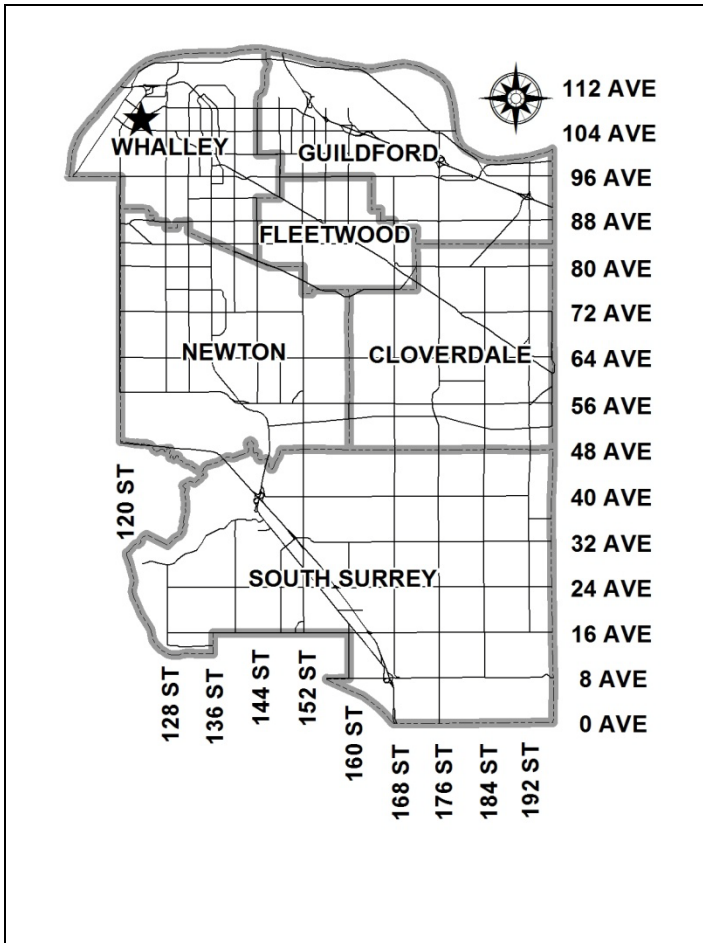 112 AVE
104 AVE
WHALLEY
GUILDFORD
96 AVE
88 AVE
FLEETWOOD
80 AVE
72 AVE
NEWTON
CLOVERDALE
64 AVE
56 AVE
48 AVE
120 ST
40 AVE
32 AVE
SOUTH SURREY
24 AVE
16 AVE
128 ST
136 ST
144 ST
152 ST
8 AVE
160 ST
0 AVE
168 ST
176 ST
184 ST
192 ST